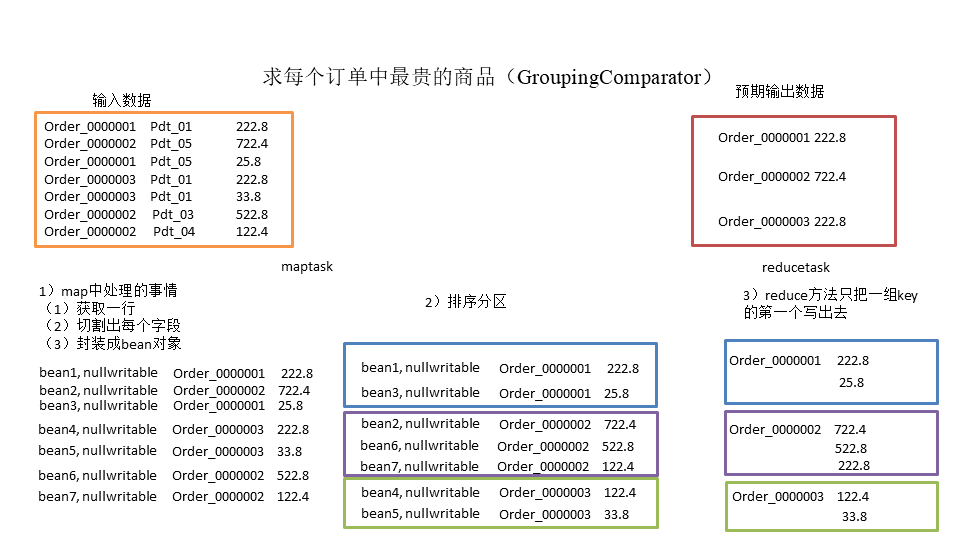 求每个订单中最贵的商品（GroupingComparator）
输入数据
Order_0000001 Pdt_01 222.8
Order_0000002 Pdt_05 722.4
Order_0000001 Pdt_05 25.8
Order_0000003 Pdt_01 222.8
Order_0000003 Pdt_01 33.8
Order_0000002 Pdt_03 522.8
Order_0000002 Pdt_04 122.4
预期输出数据
Order_0000001 222.8
Order_0000002 722.4
Order_0000003 222.8
maptask
reducetask
1）map中处理的事情
（1）获取一行
（2）切割出每个字段
（3）封装成bean对象
bean1, nullwritable Order_0000001 222.8
bean2, nullwritable Order_0000002 722.4
bean3, nullwritable Order_0000001 25.8
bean4, nullwritable Order_0000003 222.8
bean5, nullwritable Order_0000003 33.8
bean6, nullwritable Order_0000002 522.8
bean7, nullwritable Order_0000002 122.4
2）排序分区
bean1, nullwritable Order_0000001 222.8
bean3, nullwritable Order_0000001 25.8
bean2, nullwritable Order_0000002 722.4
bean6, nullwritable Order_0000002 522.8
bean7, nullwritable Order_0000002 122.4
bean4, nullwritable Order_0000003 122.4
bean5, nullwritable Order_0000003 33.8
3）reduce方法只把一组key
的第一个写出去
Order_0000001 222.8
25.8
Order_0000002 722.4
522.8
222.8
Order_0000003 122.4
33.8